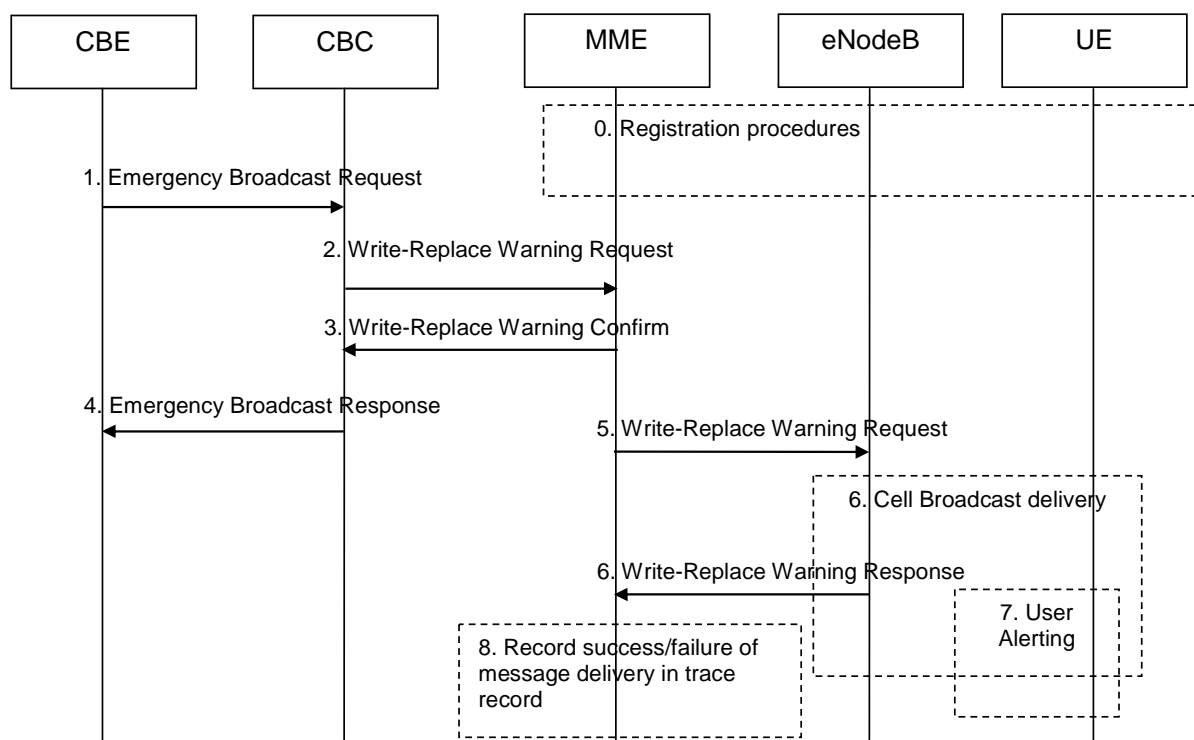 CBE
CBC
MME
eNodeB
UE
0. Registration procedures
1. Emergency Broadcast Request
2. Write-Replace Warning Request
3. Write-Replace Warning Confirm
4. Emergency Broadcast Response
5. Write-Replace Warning Request
6. Cell Broadcast delivery
6. Write-Replace Warning Response
7. User
Alerting
8. Record success/failure of
message delivery in trace
record